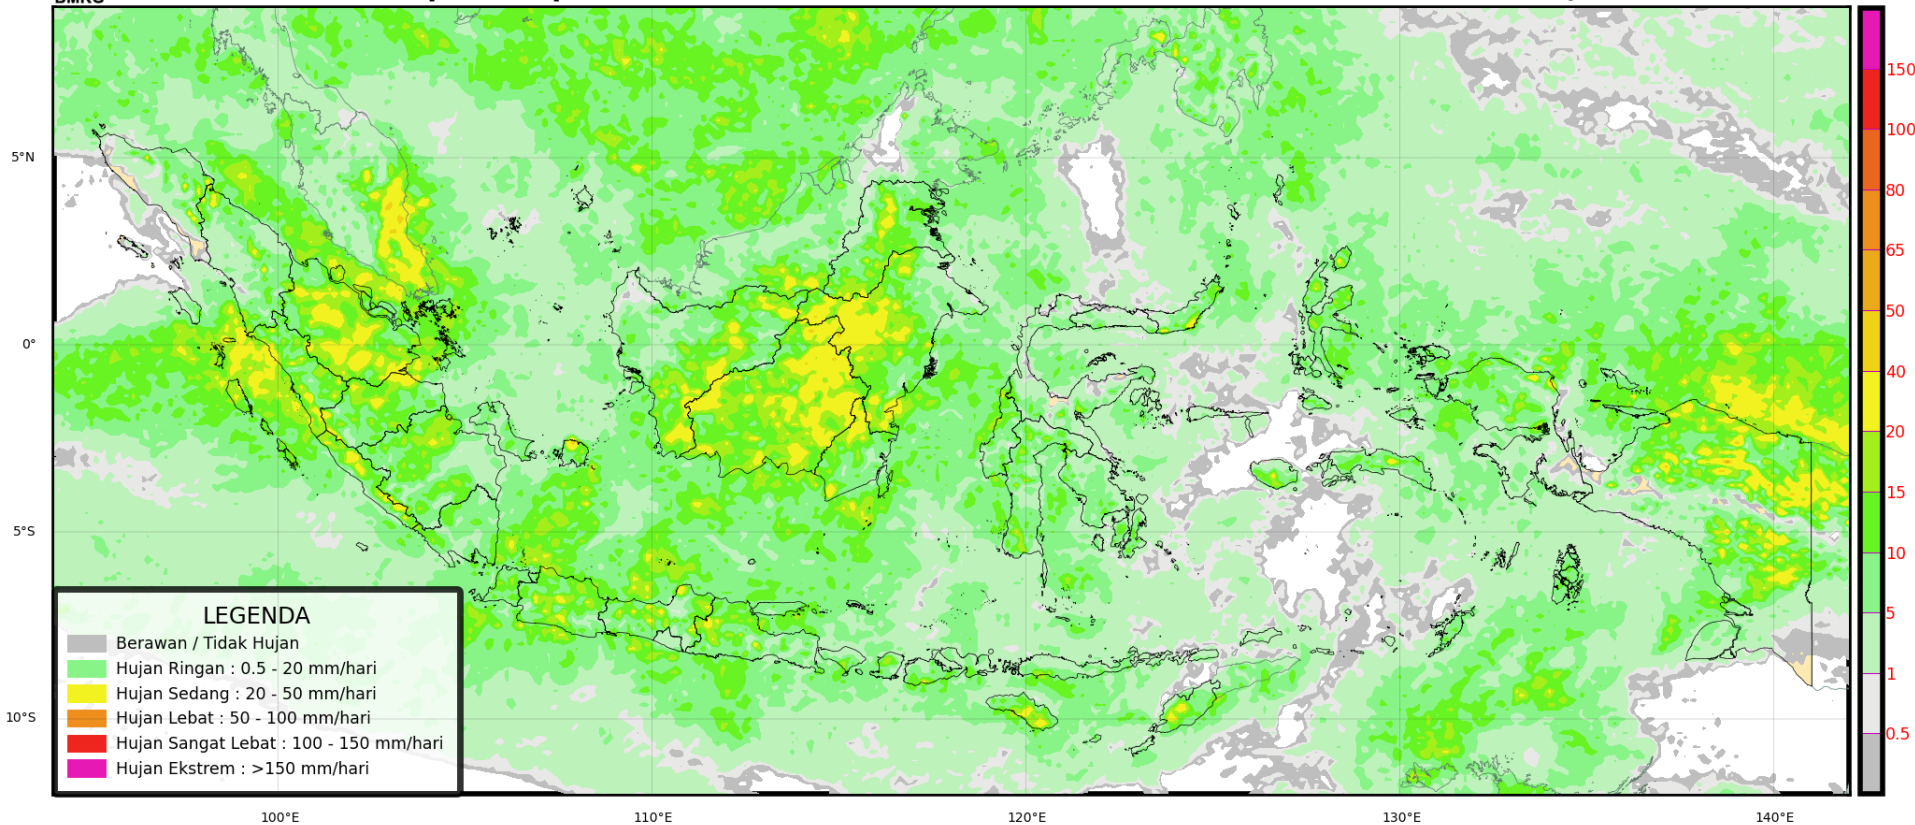 5°N
0°
5°S
10°S
100°E
110°E
120°E
130°E
140°E
LEGENDA
Berawan / Tidak Hujan
Hujan Ringan : 0.5 - 20 mm/hari
Hujan Sedang : 20 - 50 mm/hari
Hujan Lebat : 50 - 100 mm/hari
Hujan Sangat Lebat : 100 - 150 mm/hari
Hujan Ekstrem : >150 mm/hari
150
100
80
65
50
40
20
15
10
5
1
0.5